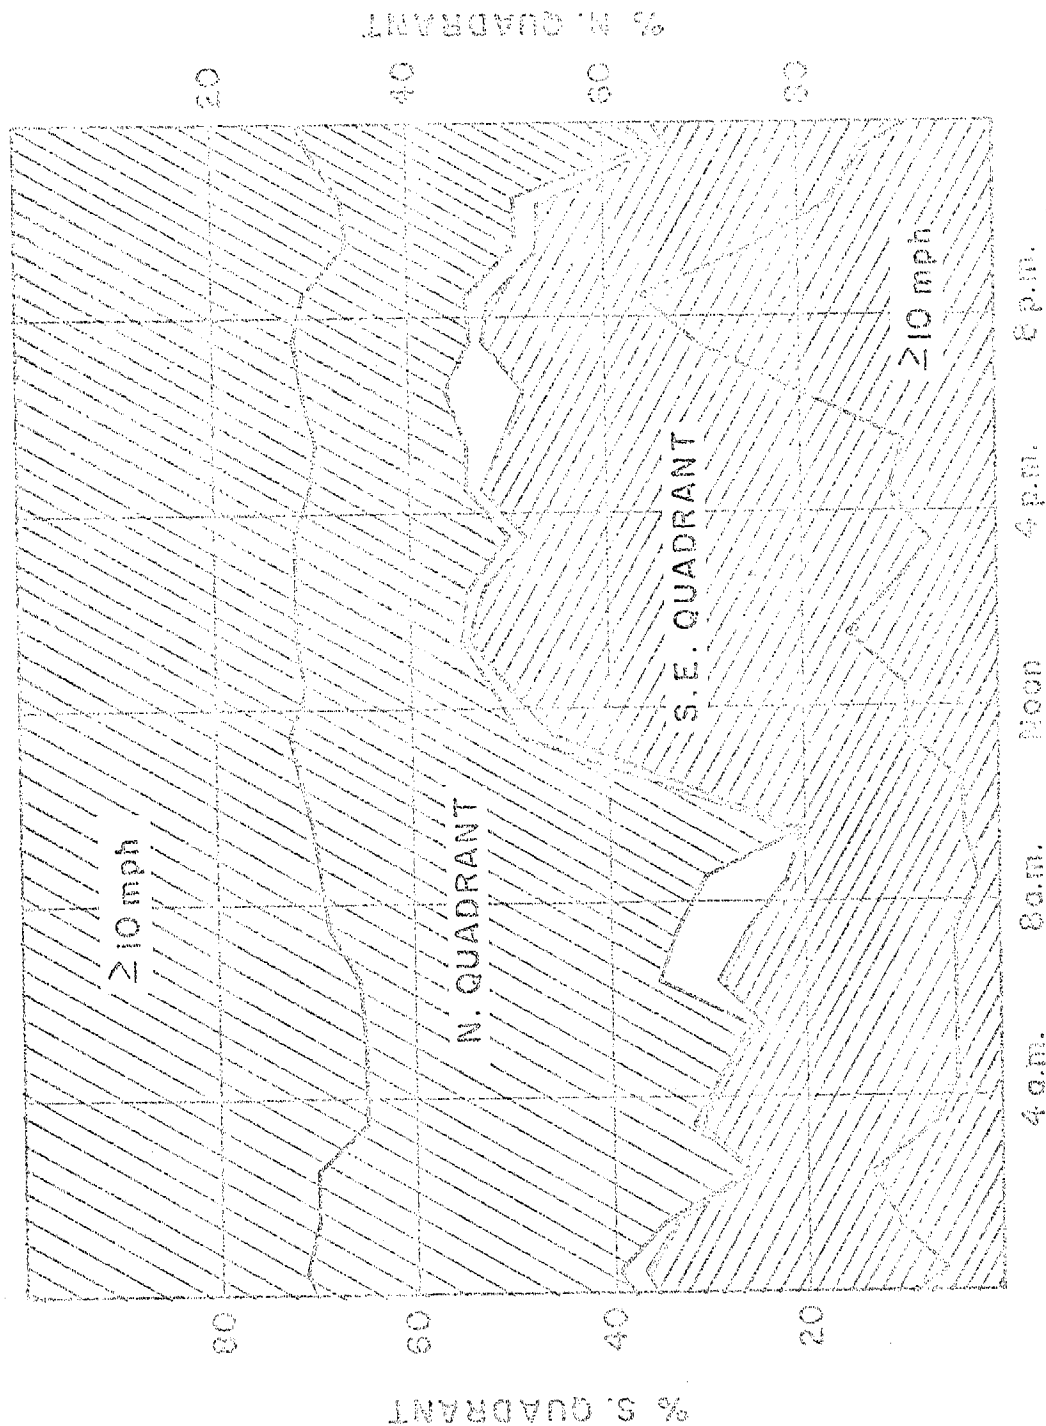 % N. QUADRANT
20
40
60
80
≥10 mph
N. QUADRANT
S.E. QUADRANT
≥10 mph
80
60
40
20
% S. QUADRANT
4 a.m.
8 a.m.
Noon
4 p.m.
8 p.m.